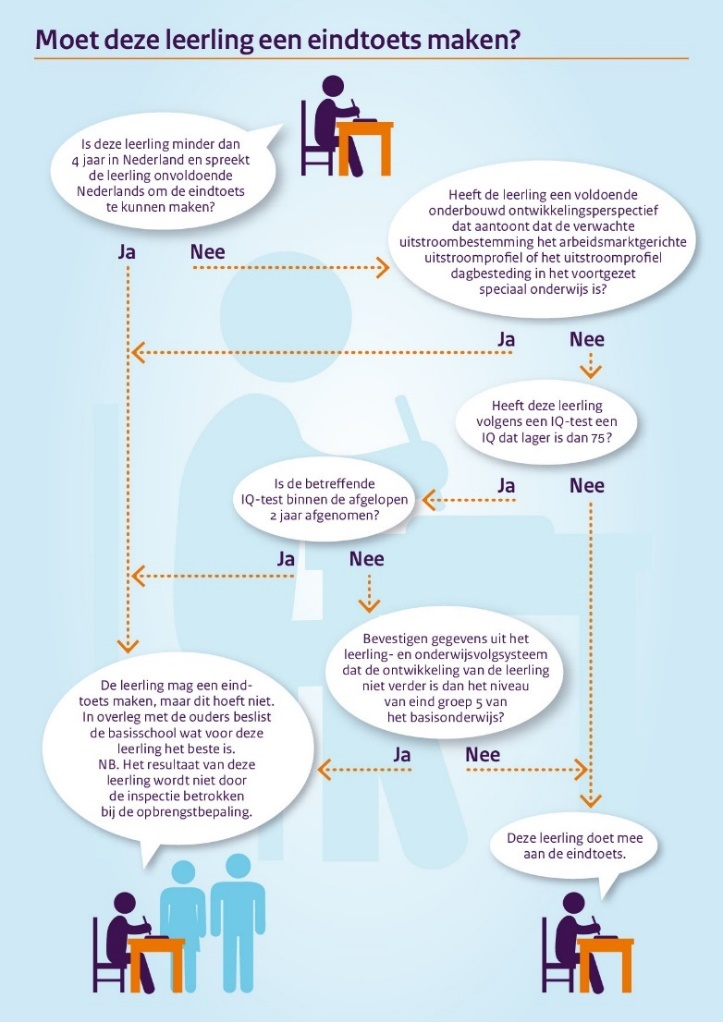 Moet deze leerling een eindtoets maken?
Is deze leerling minder dan
4 jaar in Nederland en spreekt
de leerling onvoldoende
Nederlands om de eindtoets
te kunnen maken?
Ja
Nee
Heeft de leerling een voldoende
onderbouwd ontwikkelingsperspectief
dat aantoont dat de verwachte
uitstroombestemming het arbeidsmarktgerichte
uitstroomprofiel of het uitstroomprofiel
dagbesteding in het voortgezet
speciaal onderwijs is?
Ja
Nee
Heeft deze leerling
volgens een IQ-test een
IQ dat lager is dan 75?
Ja
Nee
Is de betreffende
IQ-test binnen de afgelopen
2 jaar afgenomen?
Ja
Nee
Bevestigen gegevens uit het
leerling- en onderwijsvolgsysteem
dat de ontwikkeling van de leerling
niet verder is dan het niveau
van eind groep 5 van
het basisonderwijs?
Ja
Nee
De leerling mag een eind-
toets maken, maar dit hoeft niet.
In overleg met de ouders beslist
de basisschool wat voor deze
leerling het beste is.
NB. Het resultaat van deze
leerling wordt niet door
de inspectie betrokken
bij de opbrengstbepaling.
Deze leerling doet mee
aan de eindtoets.